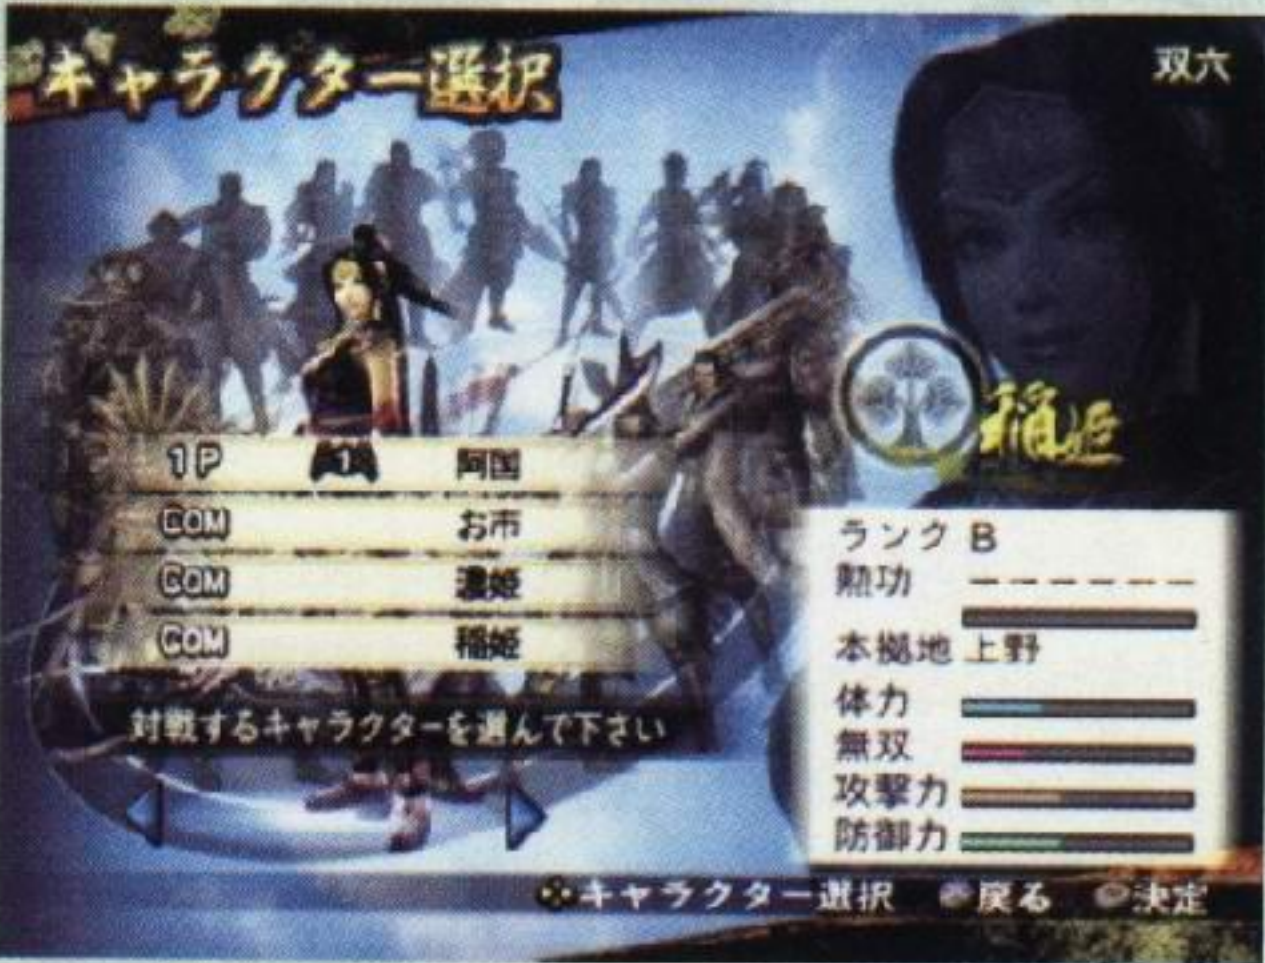 キャラクター選択
双六
稲姫
1P 1 阿国
COM お市
COM 濃姫
COM 稲姫
対戦するキャラクターを選んで下さい
ランク B
勲功 -------
本拠地 上野
体力
無双
攻撃力
防御力
キャラクター選択 戻る 決定